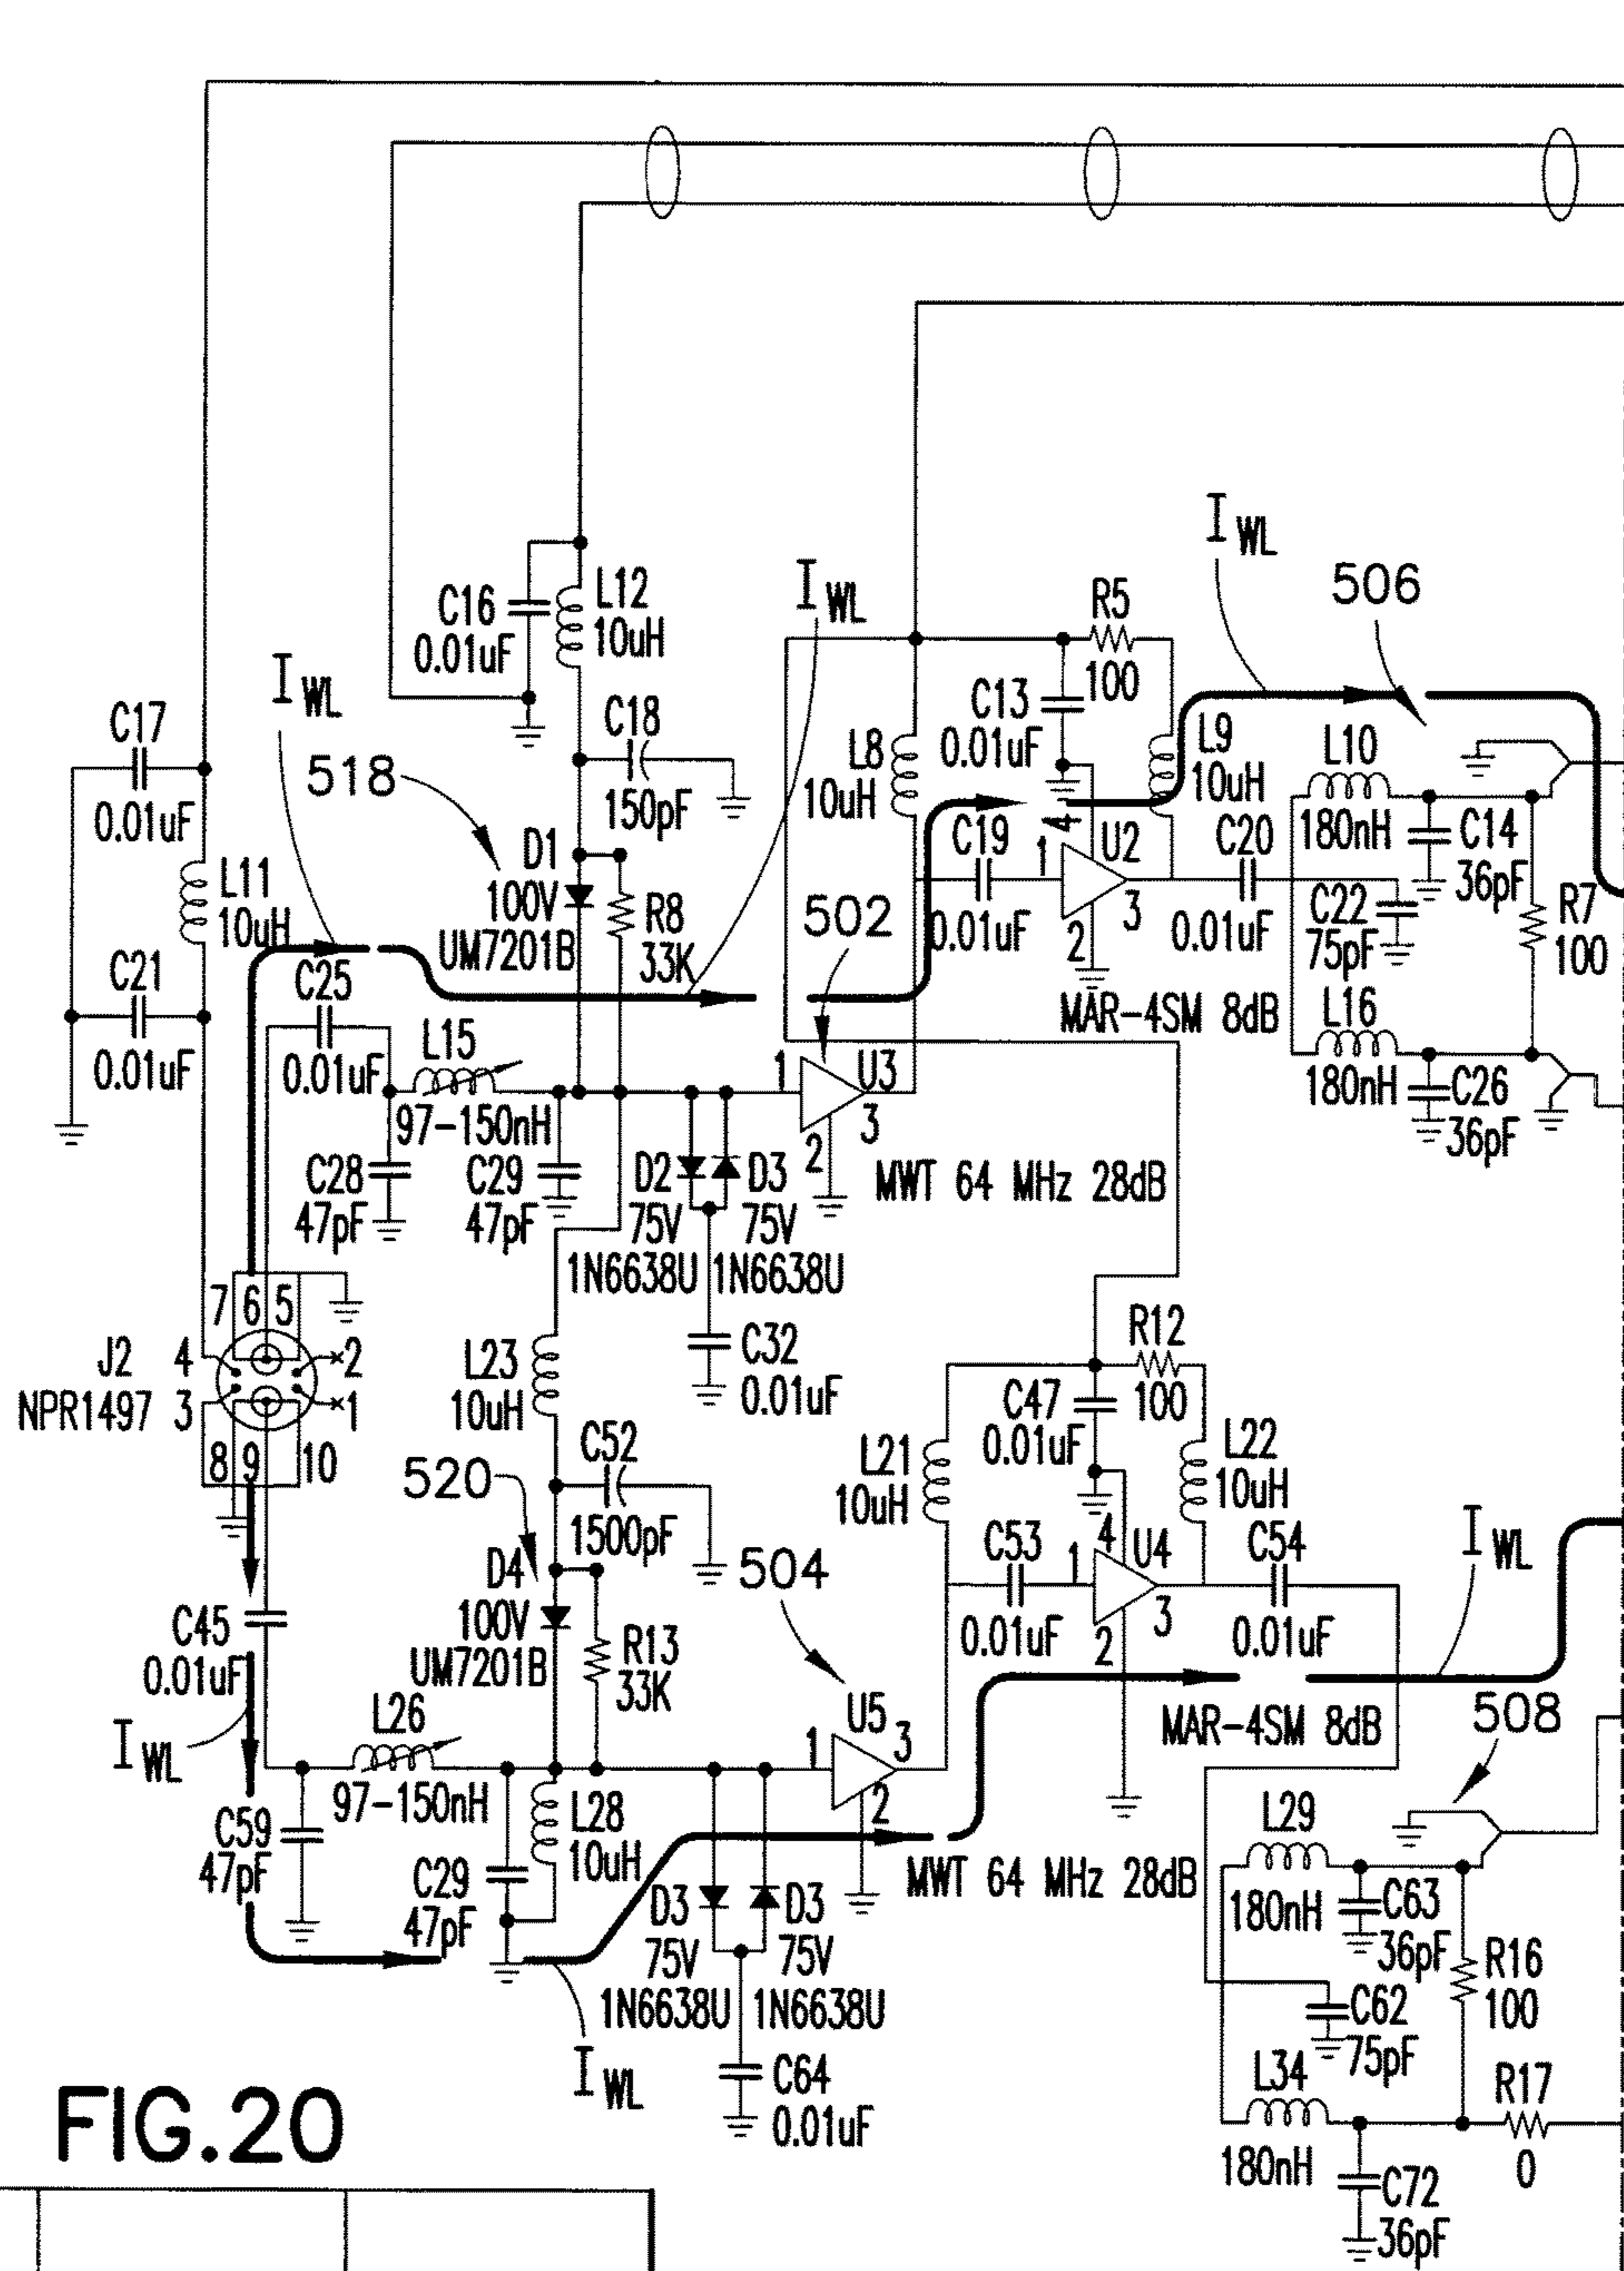 I WL
506
I WL
R5
100
C16
0.01uF
L12
10uH
I WL
C13
0.01uF
C17
0.01uF
518
C18
150pF
L8
10uH
L9
10uH
L10
180nH
C14
36pF
D1
100V
UM7201B
R8
33K
C19
0.01uF
1
4
U2
2
3
C20
0.01uF
C22
75pF
R7
100
L11
10uH
502
MAR-4SM 8dB
L16
180nH
C26
36pF
C21
0.01uF
C25
0.01uF
L15
97-150nH
1
U3
3
2
MWT 64 MHz 28dB
C28
47pF
C29
47pF
D2
75V
1N6638U
D3
75V
1N6638U
C32
0.01uF
7 6 5
J2
NPR1497
4
3
2
1
8 9 10
L23
10uH
R12
100
C47
0.01uF
L21
10uH
L22
10uH
520
C52
1500pF
504
C53
0.01uF
1
4
U4
2
3
C54
0.01uF
I WL
D4
100V
UM7201B
R13
33K
C45
0.01uF
I WL
L26
97-150nH
U5
1
3
2
MAR-4SM 8dB
508
C59
47pF
C29
47pF
L28
10uH
MWT 64 MHz 28dB
L29
180nH
C63
36pF
D3
75V
1N6638U
D3
75V
1N6638U
R16
100
C62
75pF
I WL
C64
0.01uF
L34
180nH
R17
0
C72
36pF
FIG.20